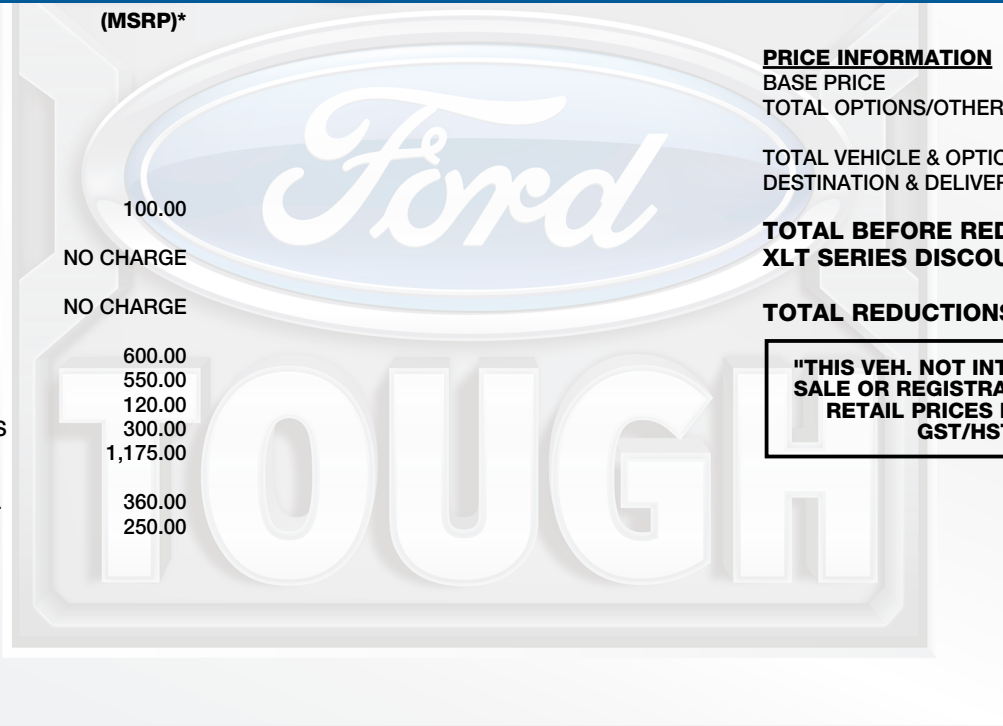 (MSRP)*
100.00
NO CHARGE
NO CHARGE
600.00
550.00
120.00
S 300.00
1,175.00
360.00
250.00
Ford
TOUGH
PRICE INFORMATION
BASE PRICE
TOTAL OPTIONS/OTHER
TOTAL VEHICLE & OPTIO
DESTINATION & DELIVER
TOTAL BEFORE RED
XLT SERIES DISCOU
TOTAL REDUCTIONS
"THIS VEH. NOT INT
SALE OR REGISTRA
RETAIL PRICES
GST/HST